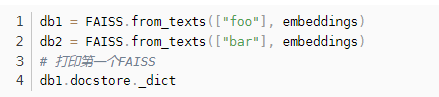 1 db1 = FAISS.from_texts(["foo"], embeddings)
2 db2 = FAISS.from_texts(["bar"], embeddings)
3 # 打印第一个FAISS
4 db1.docstore._dict